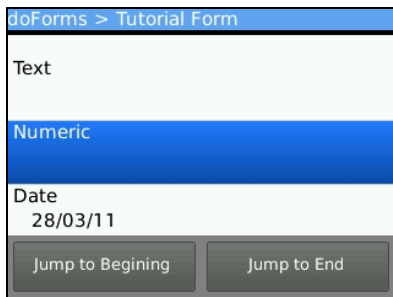 doForms > Tutorial Form
Text
Numeric
Date
28/03/11
Jump to Begining
Jump to End